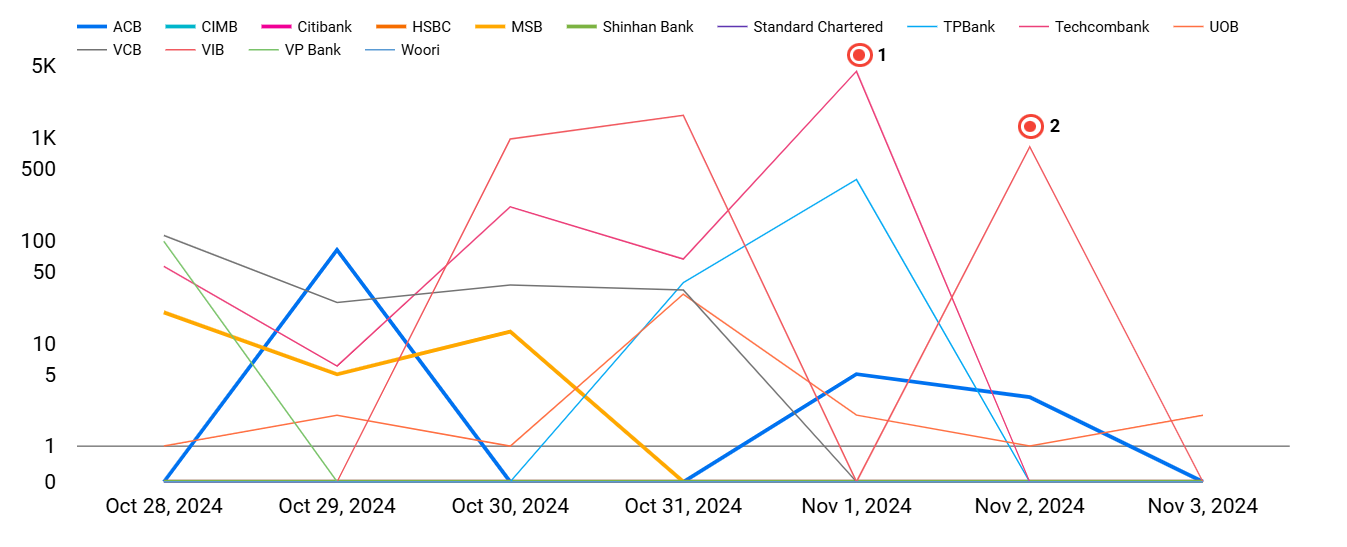 ACB CIMB Citibank HSBC MSB Shinhan Bank Standard Chartered TPBank Techcombank UOB
VCB VIB VP Bank Woori
1
2
5K
1K
500
100
50
10
5
1
0
Oct 28, 2024 Oct 29, 2024 Oct 30, 2024 Oct 31, 2024 Nov 1, 2024 Nov 2, 2024 Nov 3, 2024